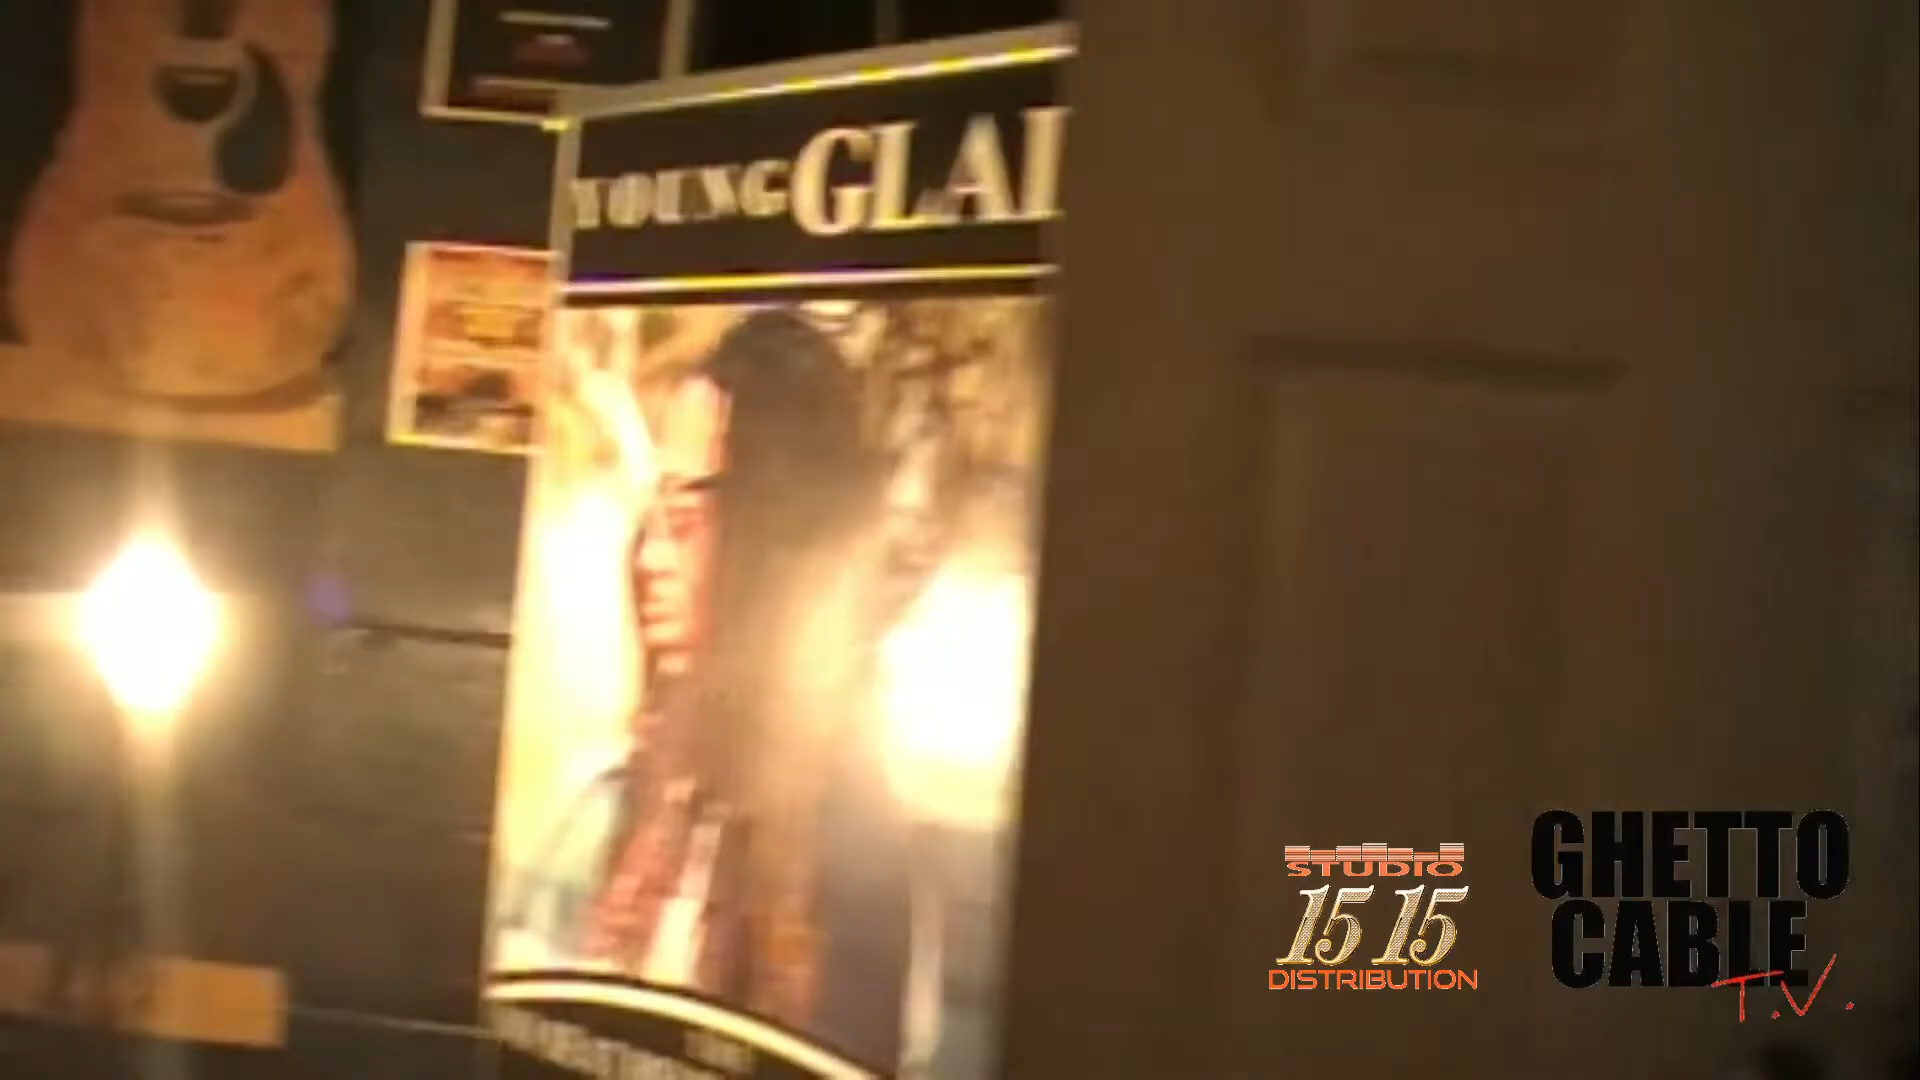 YOUNG GLA
STUDIO
15 15
DISTRIBUTION
GHETTO
CABLE
T.V.